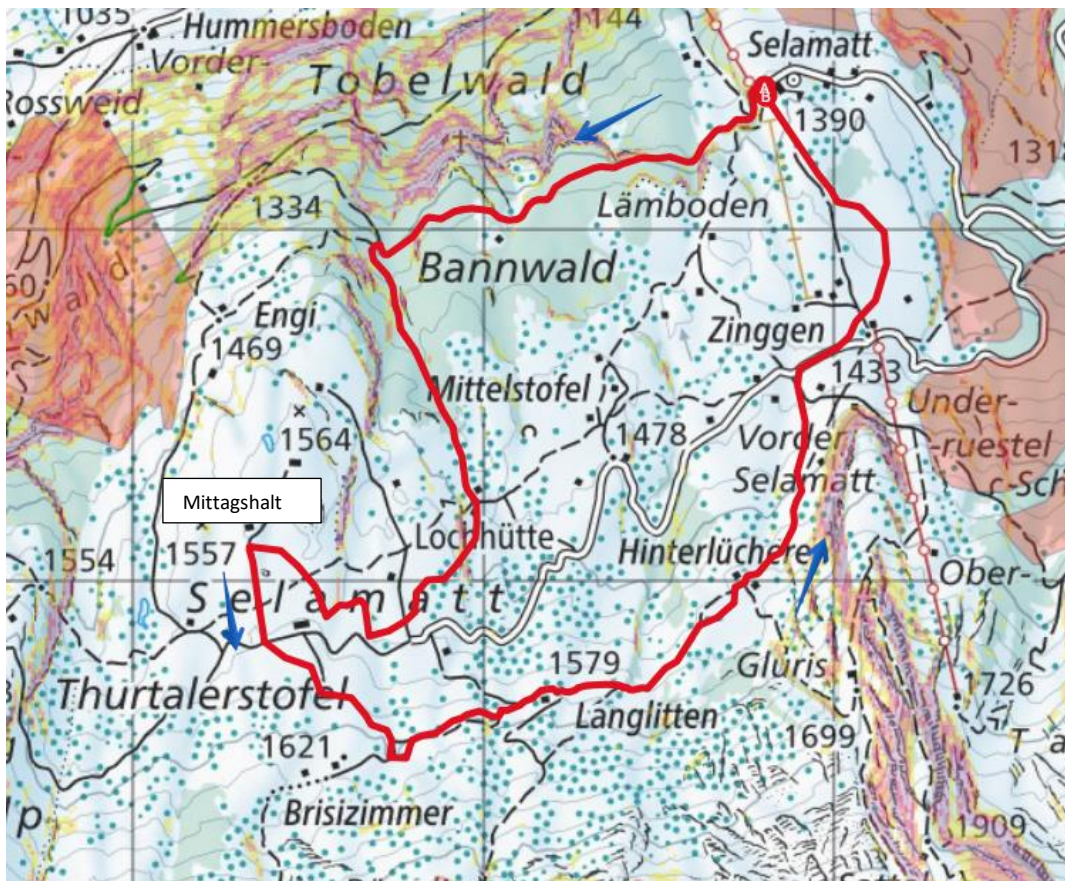 1035
Hummersboden
Vorder-
Rossweid
Tobelwald
1144
Selamatt
A
B
1390
1334
Lämboden
Bannwald
Engi
1469
Zinggen
1433
Mittelstofel
1564
1478
Vorder
Selamatt
Under-
-ruestel
Mittagshalt
Lochhütte
1554
1557
Selamatt
Hinterlüchere
Ober-
Thurtalerstofel
1579
Gluris
1726
Langlitten
1621
1699
Brisizimmer
1909